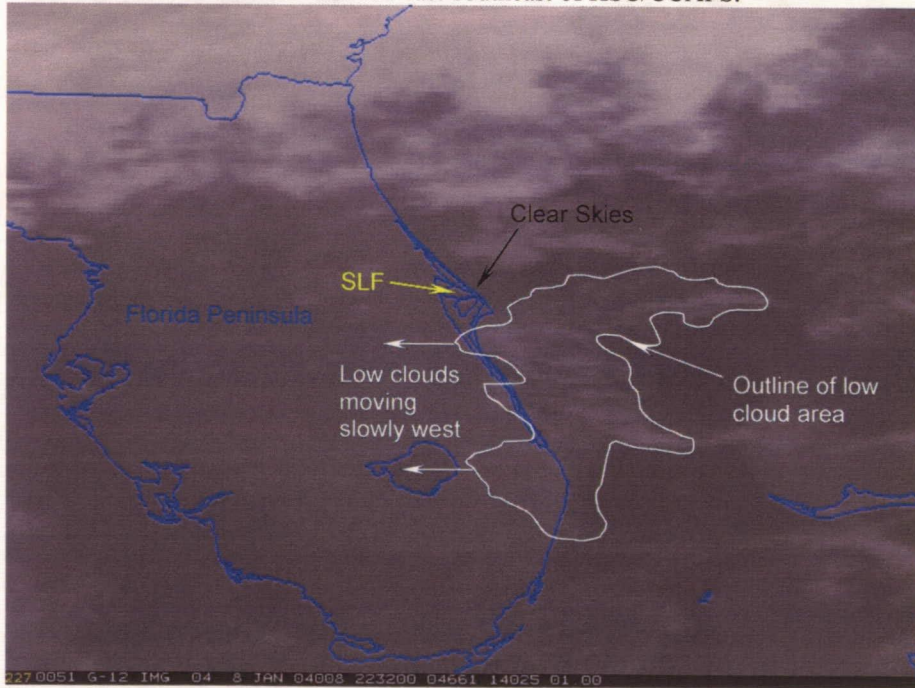 Clear Skies
SLF
Florida Peninsula
Low clouds
moving
slowly west
Outline of low
cloud area
227 0051 G-12 IMG 04 8 JAN 04008 223200 04661 14025 01.00